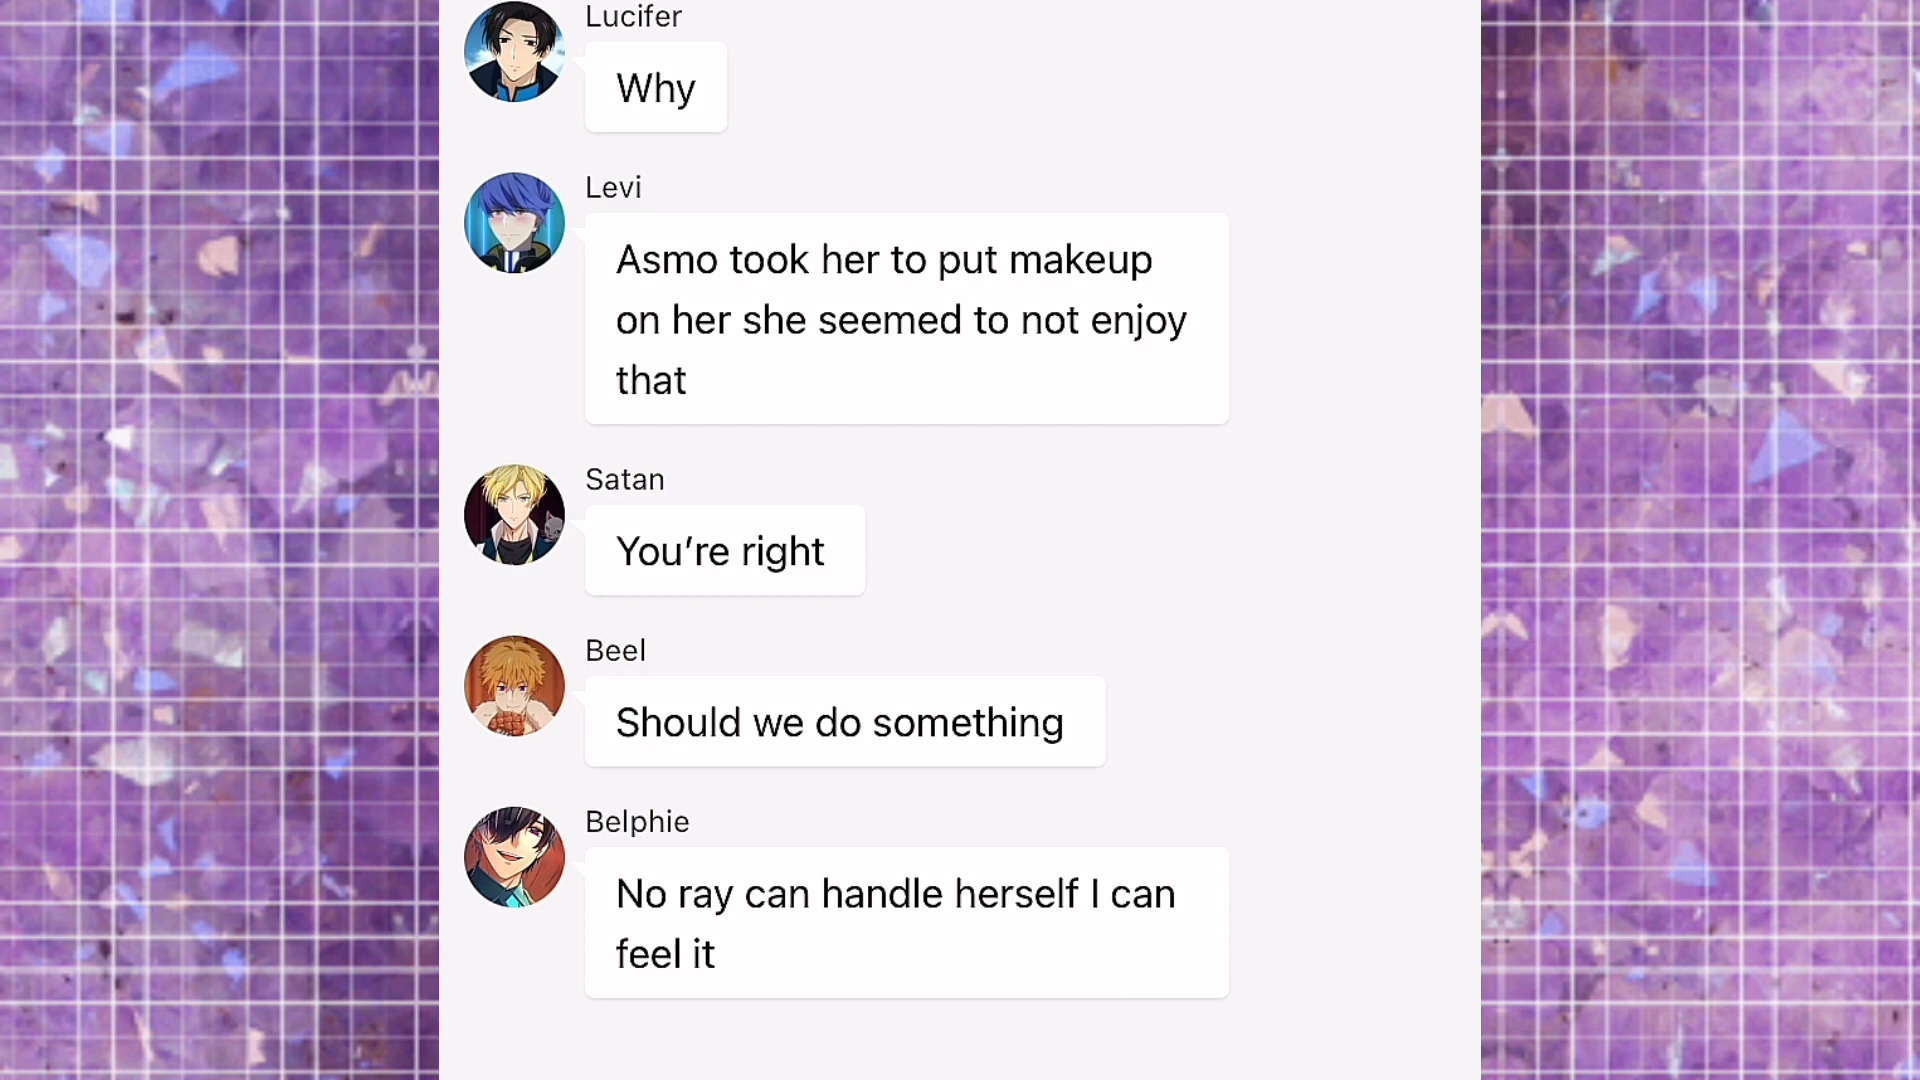 Lucifer
Why
Levi
Asmo took her to put makeup
on her she seemed to not enjoy
that
Satan
You're right
Beel
Should we do something
Belphie
No ray can handle herself I can
feel it